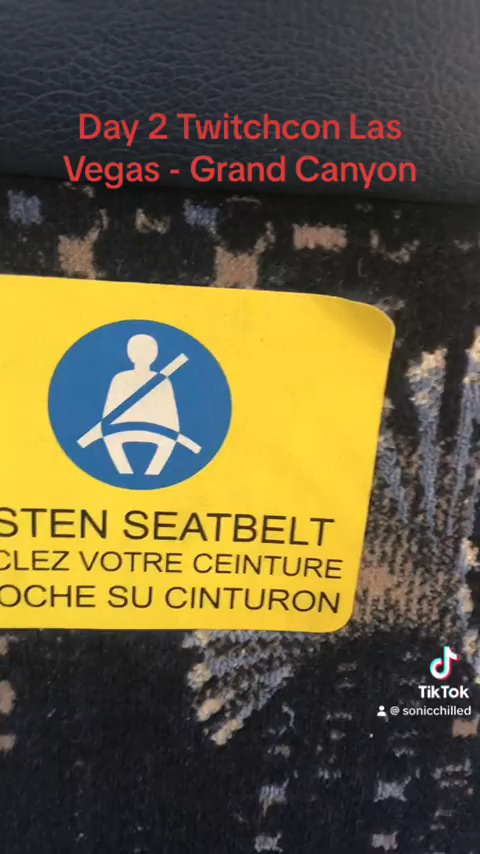 Day 2 Twitchcon Las
Vegas - Grand Canyon
STEN SEATBELT
CLEZ VOTRE CEINTURE
OCHE SU CINTURON
TikTok
@ sonicchilled